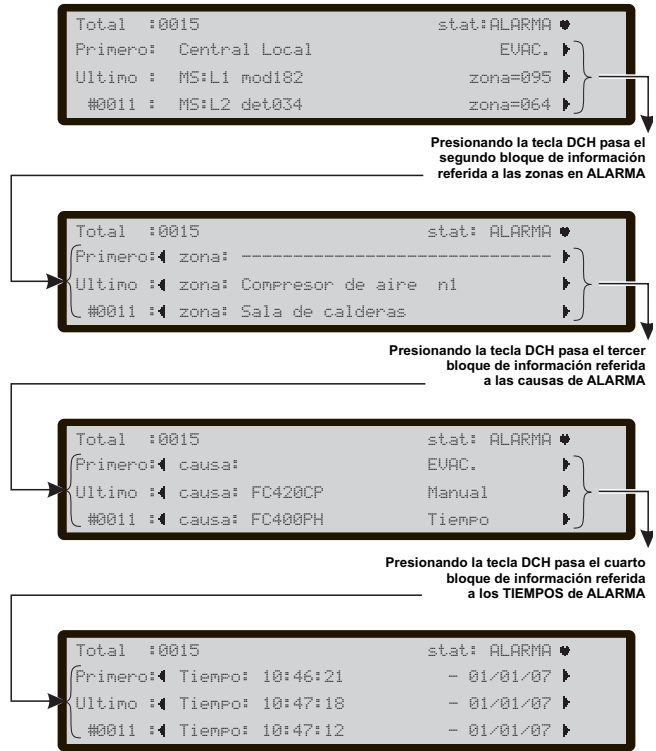 Total :0015 stat:ALARMA ♥
Primero: Central Local EVAC.
Ultimo : MS:L1 mod182 zona=095
#0011 : MS:L2 det034 zona=064
Presionando la tecla DCH pasa el
segundo bloque de información
referida a las zonas en ALARMA
Total :0015 stat: ALARMA ♥
Primero: zona: ------------------------------
Ultimo : zona: Compresor de aire n1
#0011 : zona: Sala de calderas
Presionando la tecla DCH pasa el tercer
bloque de información referida
a las causas de ALARMA
Total :0015 stat: ALARMA ♥
Primero: causa: EVAC.
Ultimo : causa: FC420CP Manual
#0011 : causa: FC400PH Tiempo
Presionando la tecla DCH pasa el cuarto
bloque de información referida
a los TIEMPOS de ALARMA
Total :0015 stat: ALARMA ♥
Primero: Tiempo: 10:46:21 - 01/01/07
Ultimo : Tiempo: 10:47:18 - 01/01/07
#0011 : Tiempo: 10:47:12 - 01/01/07